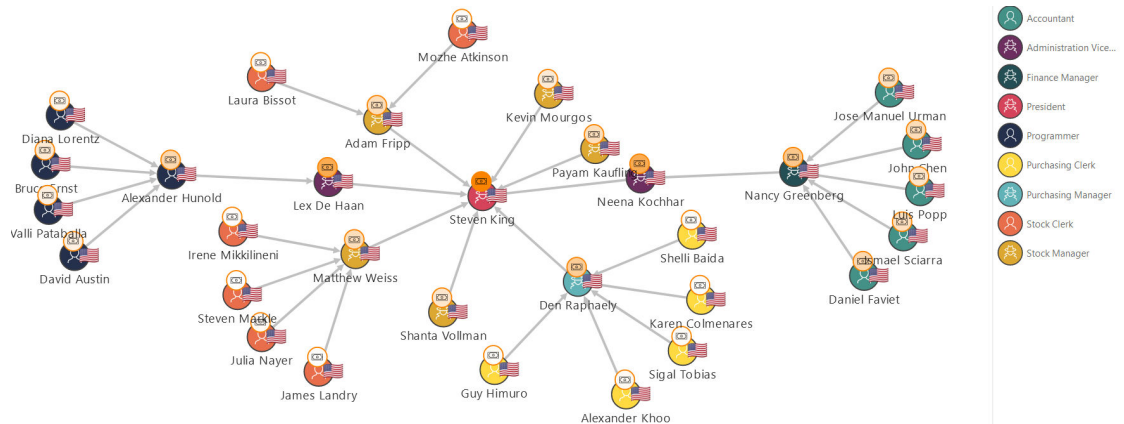 Mozhe Atkinson
Laura Bissot
Adam Fripp
Kevin Mourgos
Payam Kaufling
Diana Lorentz
Bruce Ernst
Valli Pataballa
David Austin
Alexander Hunold
Lex De Haan
Steven King
Neena Kochhar
Nancy Greenberg
Jose Manuel Urman
John Chen
Luis Popp
Ismael Sciarra
Daniel Faviet
Irene Mikkilineni
Matthew Weiss
Steven Markle
Julia Nayer
James Landry
Shanta Vollman
Den Raphaely
Shelli Baida
Karen Colmenares
Sigal Tobias
Guy Himuro
Alexander Khoo
Accountant
Administration Vice...
Finance Manager
President
Programmer
Purchasing Clerk
Purchasing Manager
Stock Clerk
Stock Manager